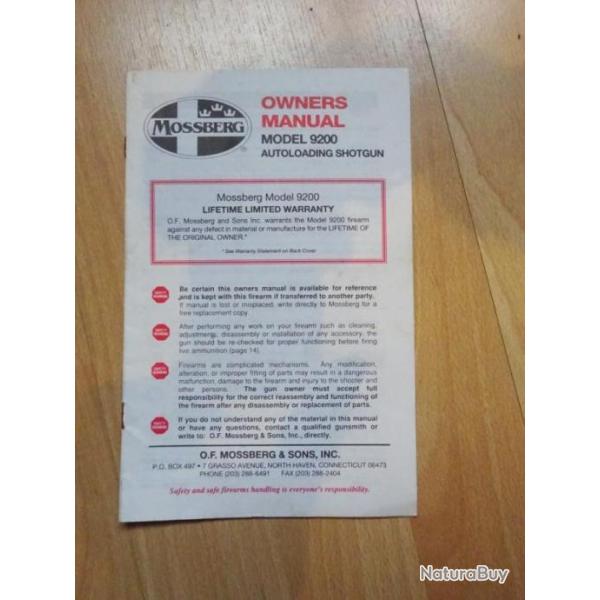 MOSSBERG
OWNERS
MANUAL
MODEL 9200
AUTOLOADING SHOTGUN
Mossberg Model 9200
LIFETIME LIMITED WARRANTY
O.F. Mossberg and Sons Inc. warrants the Model 9200 firearm
against any defect in material or manufacture for the LIFETIME OF
THE ORIGINAL OWNER.*
* See Warranty Statement on Back Cover
Be certain this owners manual is available for reference
and is kept with this firearm if transferred to another party.
If manual is lost or misplaced, write directly to Mossberg for a
free replacement copy.
After performing any work on your firearm such as cleaning,
adjustment, disassembly or installation of any accessory, the
gun should be re-checked for proper functioning before firing
live ammunition (page 14).
Firearms are complicated mechanisms. Any modification,
alteration, or improper fitting of parts may result in a dangerous
malfunction, damage to the firearm and injury to the shooter and
other persons. The gun owner must accept full
responsibility for the correct reassembly and functioning of
the firearm after any disassembly or replacement of parts.
If you do not understand any of the material in this manual
or have any questions, contact a qualified gunsmith or
write to: O.F. Mossberg & Sons, Inc., directly.
O.F. MOSSBERG & SONS, INC.
P.O. BOX 497 • 7 GRASSO AVENUE, NORTH HAVEN, CONNECTICUT 06473
PHONE (203) 288-6491 FAX (203) 288-2404
Safety and safe firearms handling is everyone's responsibility.
NaturaBuy